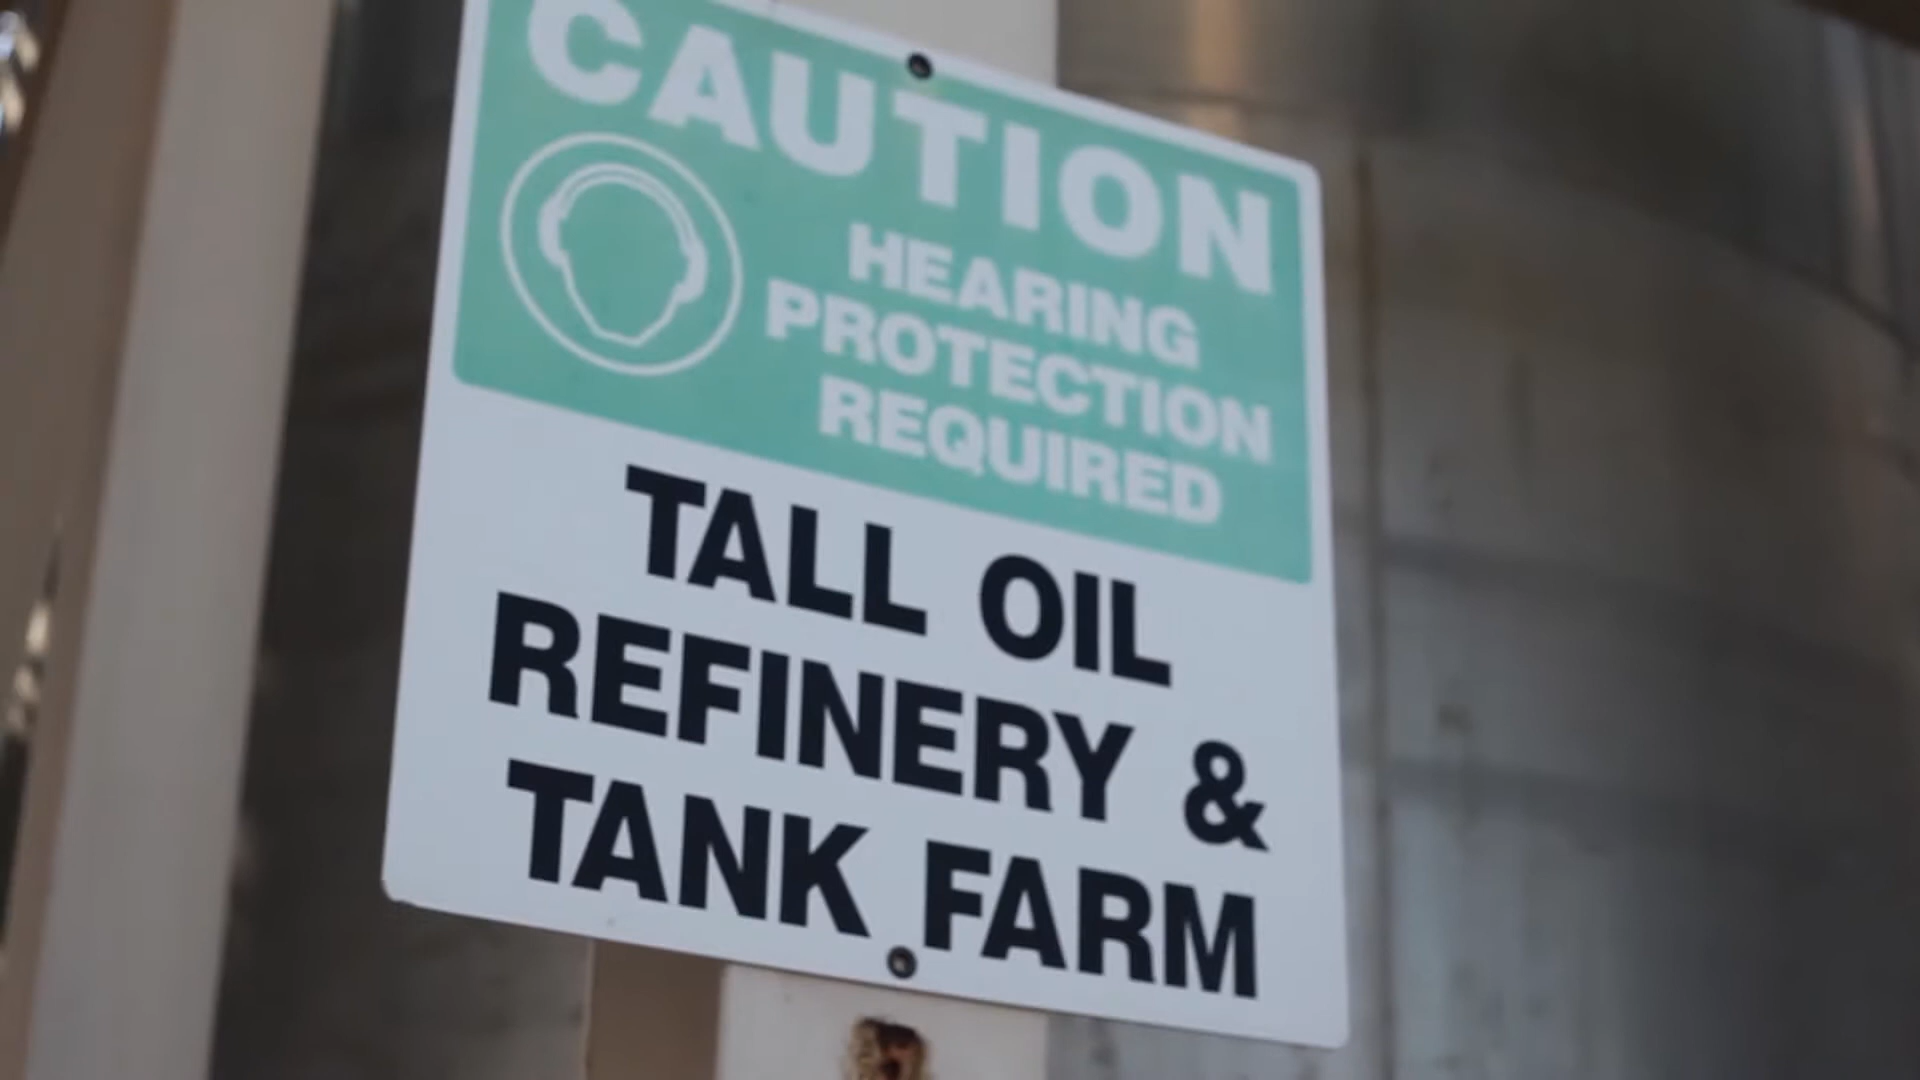 CAUTION
HEARING
PROTECTION
REQUIRED
TALL OIL
REFINERY &
TANK FARM